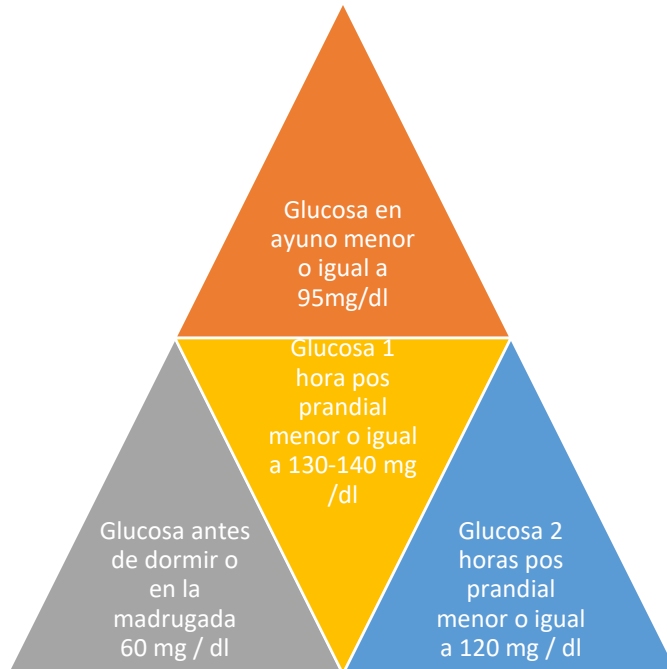 Glucosa en
ayuno menor
o igual a
95mg/dl
Glucosa 1
hora pos
prandial
menor o igual
a 130-140 mg
/dl
Glucosa antes
de dormir o
en la
madrugada
60 mg / dl
Glucosa 2
horas pos
prandial
menor o igual
a 120 mg / dl